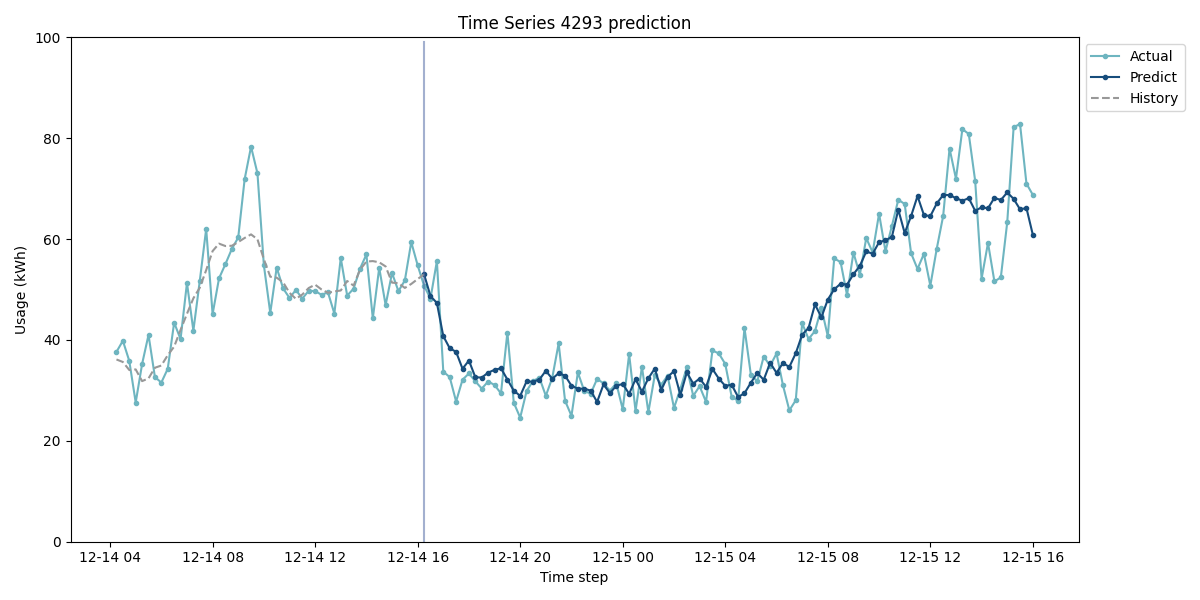 Time Series 4293 prediction
100
80
60
40
20
0
Usage (kWh)
12-14 04
12-14 08
12-14 12
12-14 16
12-14 20
12-15 00
12-15 04
12-15 08
12-15 12
12-15 16
Time step
Actual
Predict
History